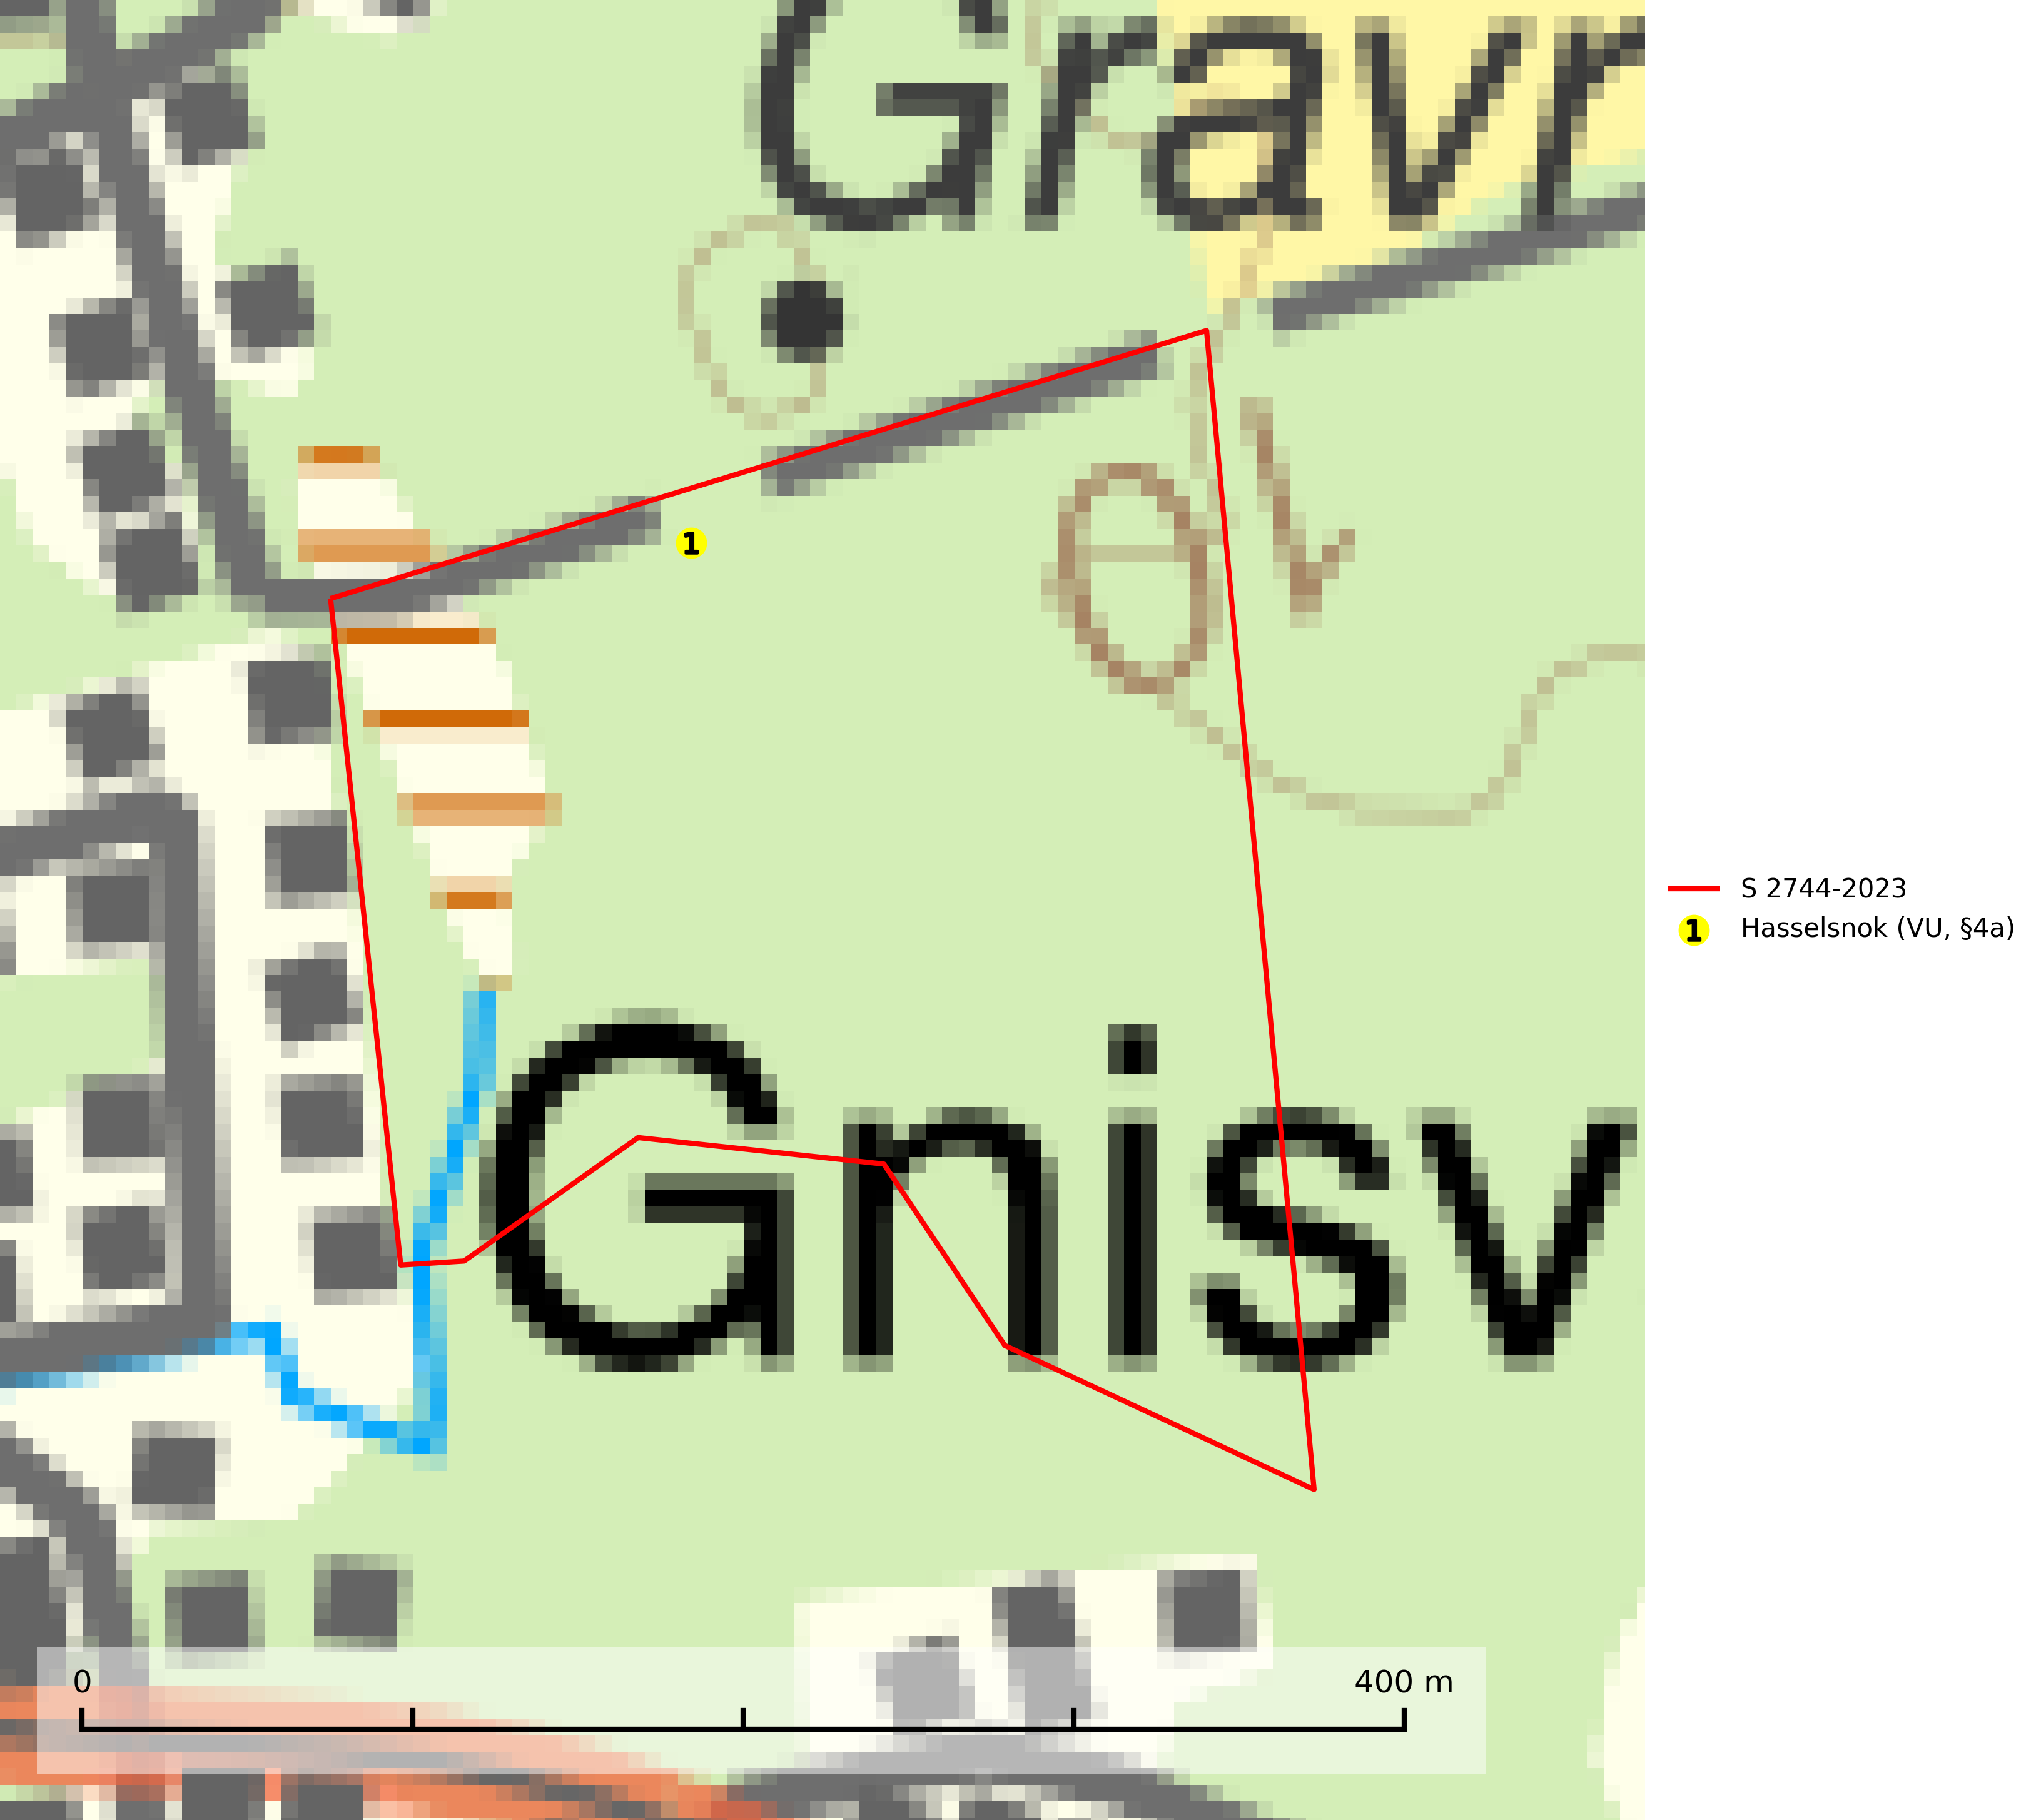 Gravr
Gnisv
S 2744-2023
1 Hasselsnok (VU, §4a)
1
0 400 m